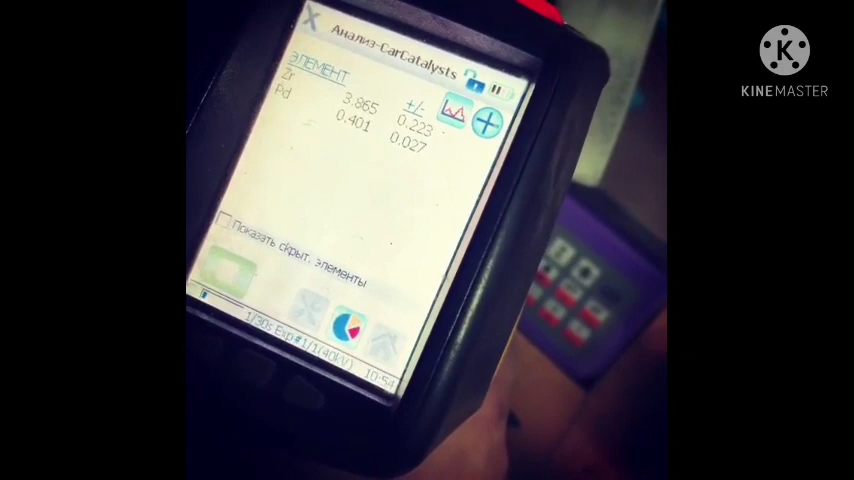 Анализ-CarCatalysts
ЭЛЕМЕНТ +/-
Zr 3.865 0.223
Pd 0.401 0.027
Показать скрыт. элементы
1/30s Exp#1/1(40kV) 10:54
K
KINEMASTER